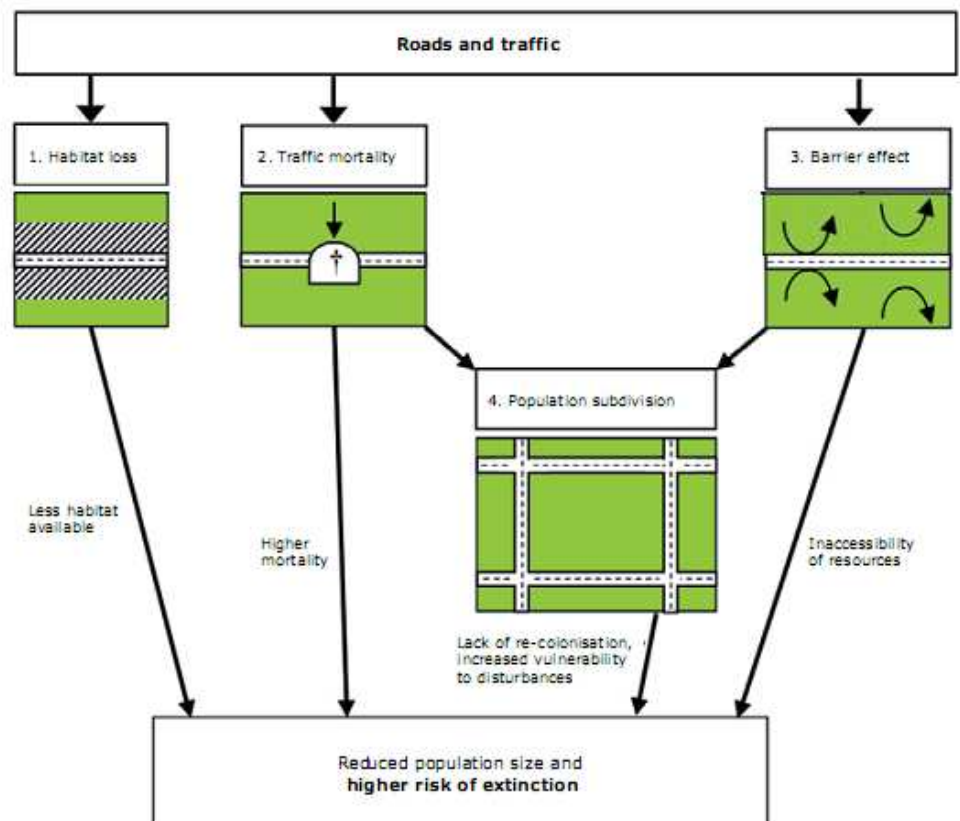 Roads and traffic
1. Habitat loss
2. Traffic mortality
3. Barrier effect
4. Population subdivision
Less habitat
available
Higher
mortality
Inaccessibility
of resources
Lack of re-colonisation,
increased vulnerability
to disturbances
Reduced population size and
higher risk of extinction